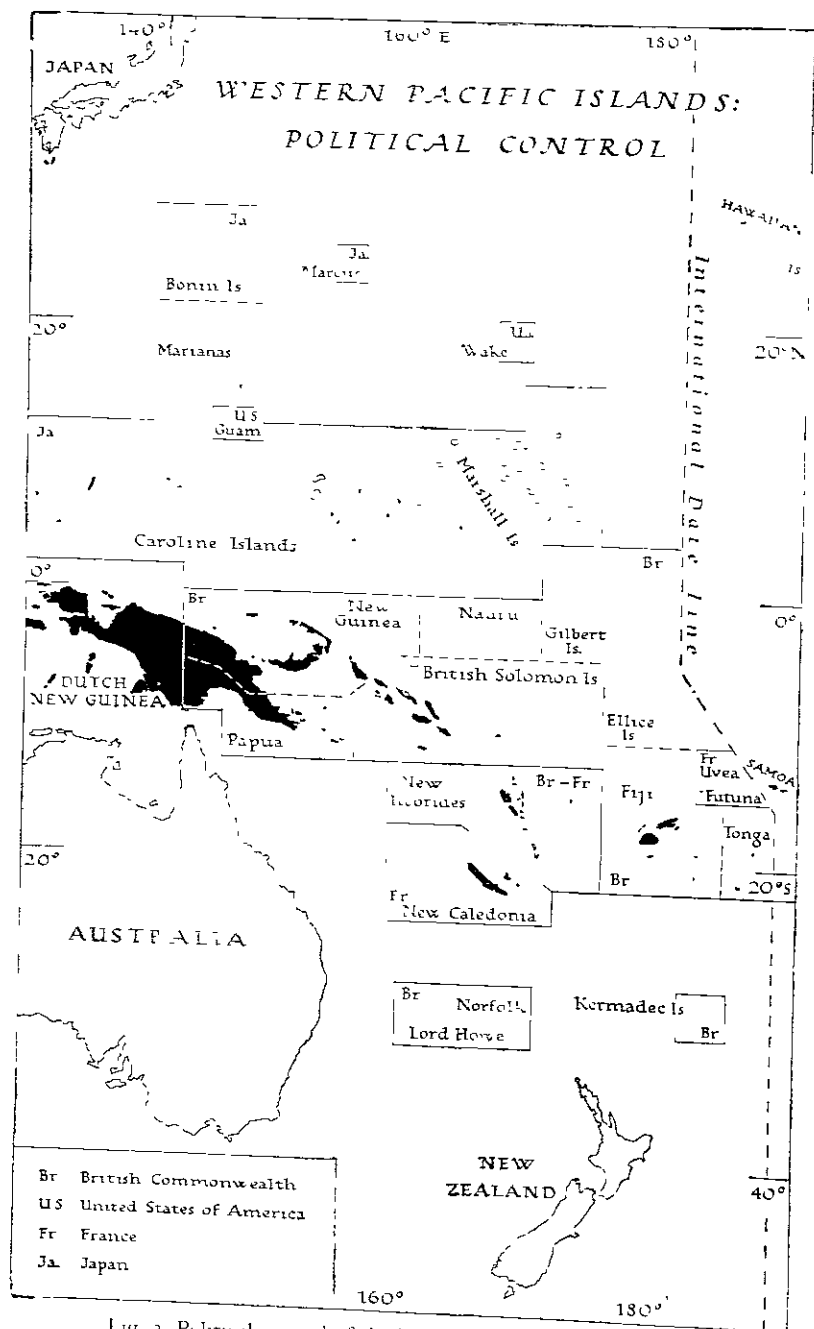 140°
160° E
180°
JAPAN
WESTERN PACIFIC ISLANDS:
POLITICAL CONTROL
HAWAIIAN
Is
Ja
Ja
Marcus
Bonin Is
20°
20° N
International Date Line
Marianas
Wake
US
Guam
Ja
Marshall Is
Caroline Islands
Br
0°
0°
Br
New
Guinea
Nauru
Gilbert
Is.
British Solomon Is
DUTCH
NEW GUINEA
Papua
Ellice
Is
Fr
Uvea
SAMOA
Futuna
New
Hebrides
Br-Fr
Fiji
Tonga
20°
20° S
Br
Fr
New Caledonia
AUSTRALIA
Br
Norfolk
Lord Howe
Kermadec Is
Br
NEW
ZEALAND
40°
Br British Commonwealth
US United States of America
Fr France
Ja Japan
160°
180°